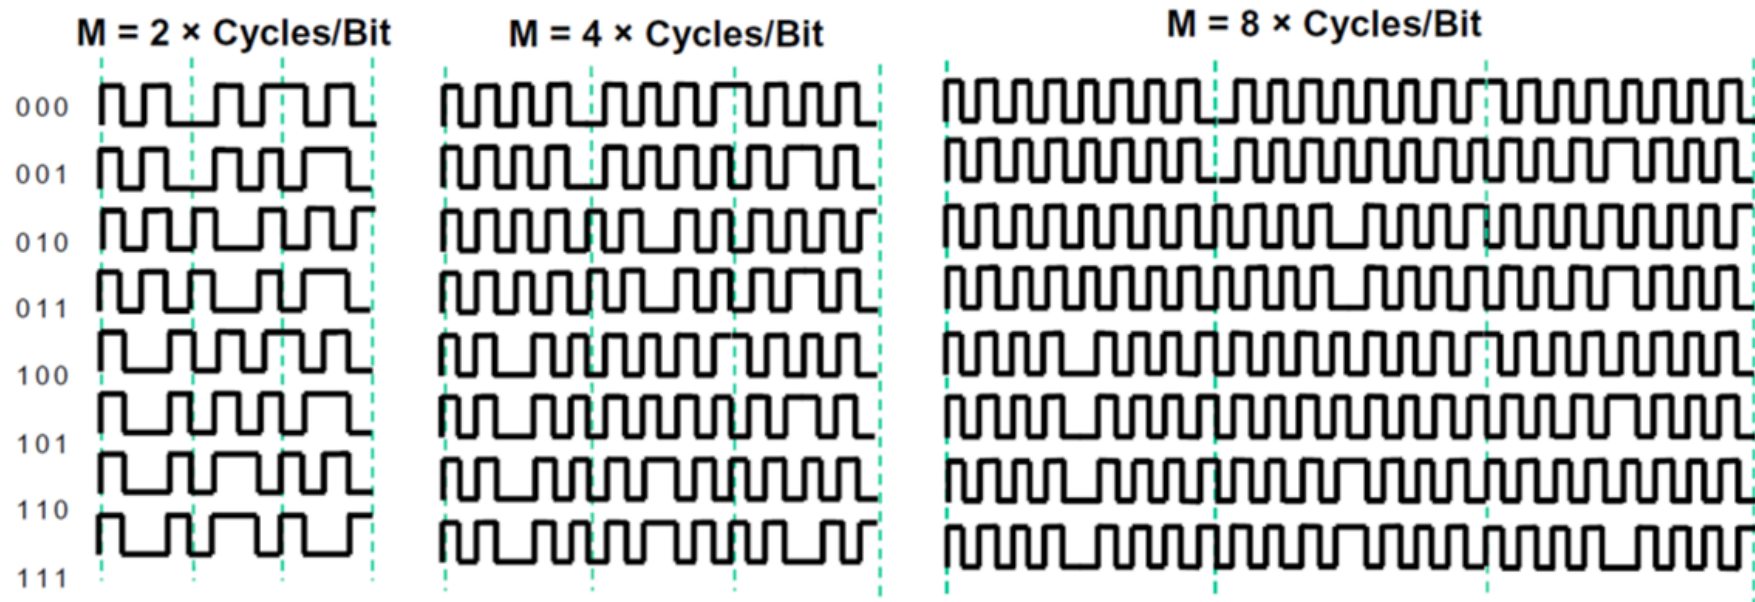 M = 2 × Cycles/Bit
M = 4 × Cycles/Bit
M = 8 × Cycles/Bit
000
001
010
011
100
101
110
111